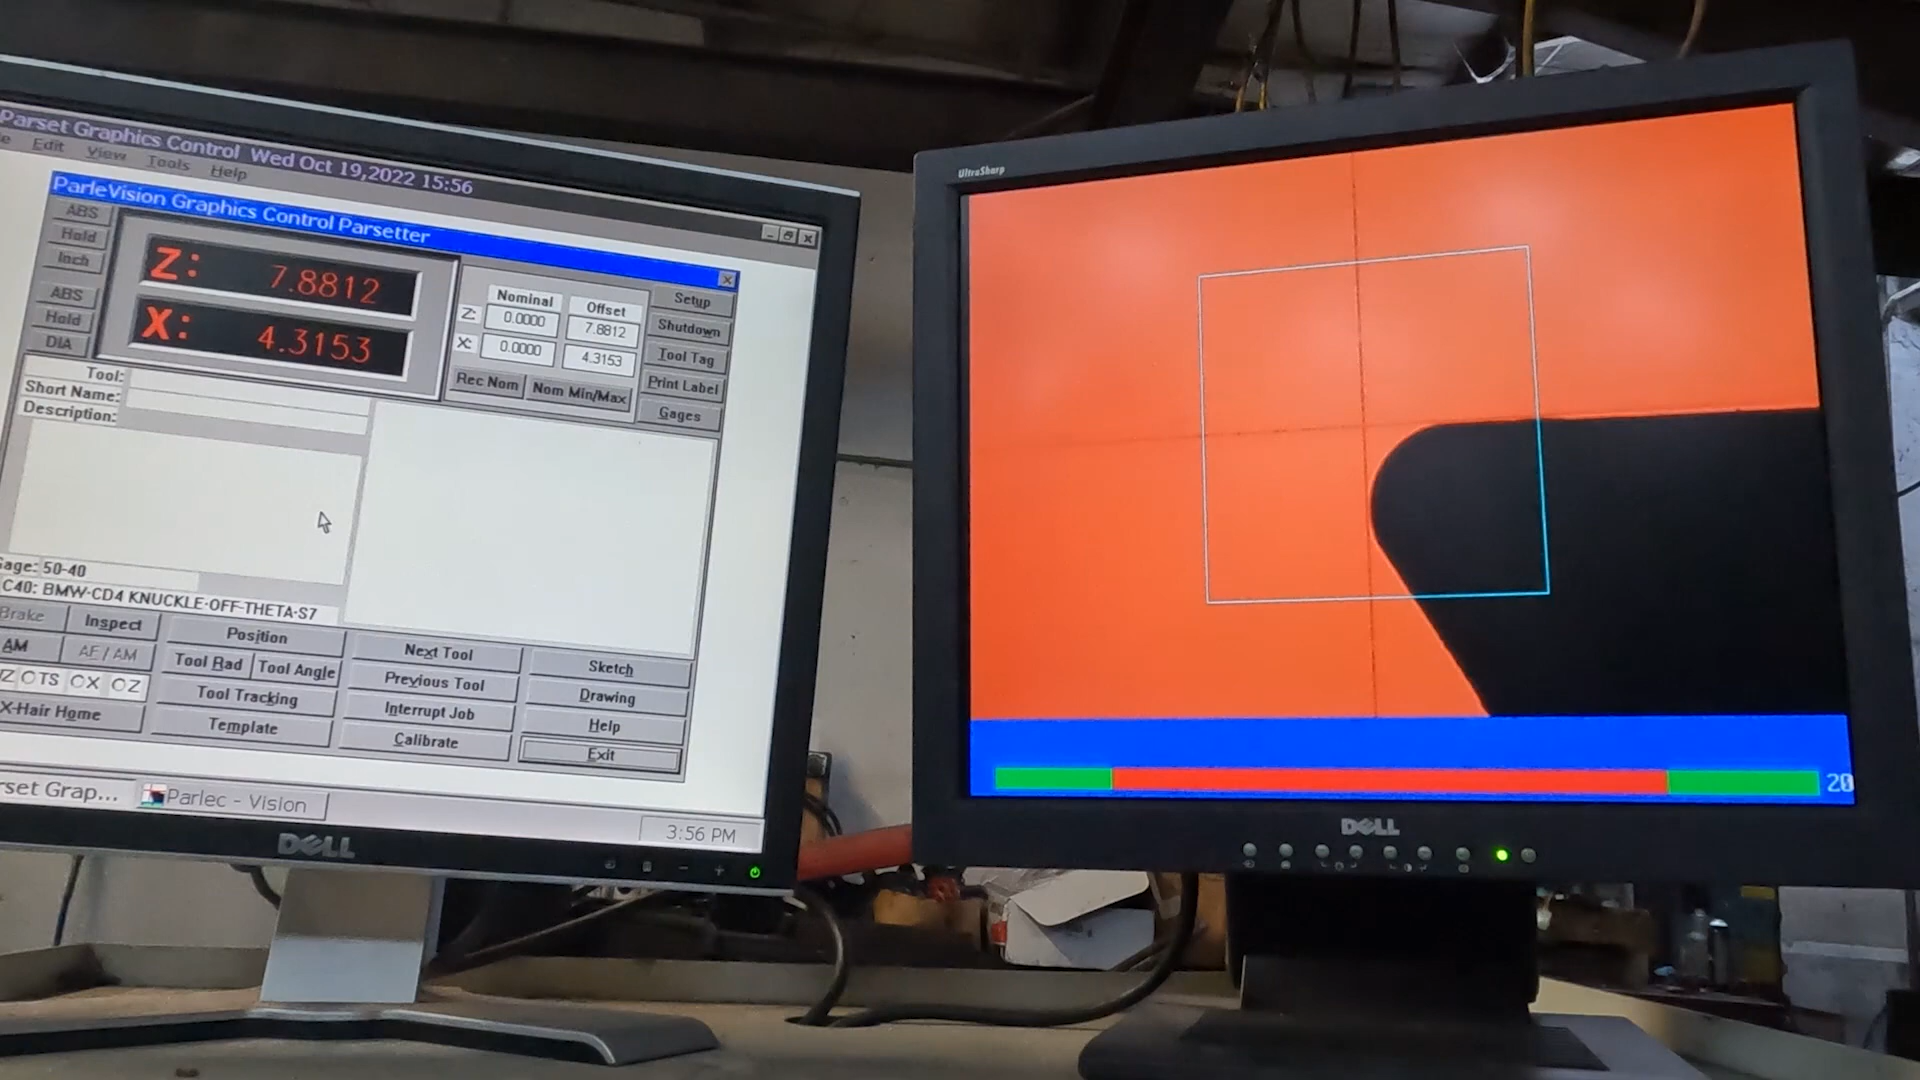 Parset Graphics Control Wed Oct 19,2022 15:56
Edit View Tools Help
ParleVision Graphics Control Parsetter
ABS
Hold
Inch
Z: 7.8812
ABS
Hold
DIA
X: 4.3153
Nominal Offset
Z: 0.0000 7.8812
X: 0.0000 4.3153
Rec Nom Nom Min/Max
Setup
Shutdown
Tool Tag
Print Label
Gages
Tool:
Short Name:
Description:
50-40
C40: BMW-CD4 KNUCKLE-OFF-THETA-S7
Brake Inspect Position Next Tool Sketch
AM AF/AM Tool Rad Tool Angle Previous Tool Drawing
Z OTS OX OZ Tool Tracking Interrupt Job Help
X-Hair Home Template Calibrate Exit
Parlec - Vision
3:56 PM
DELL
UltraSharp
20
DELL